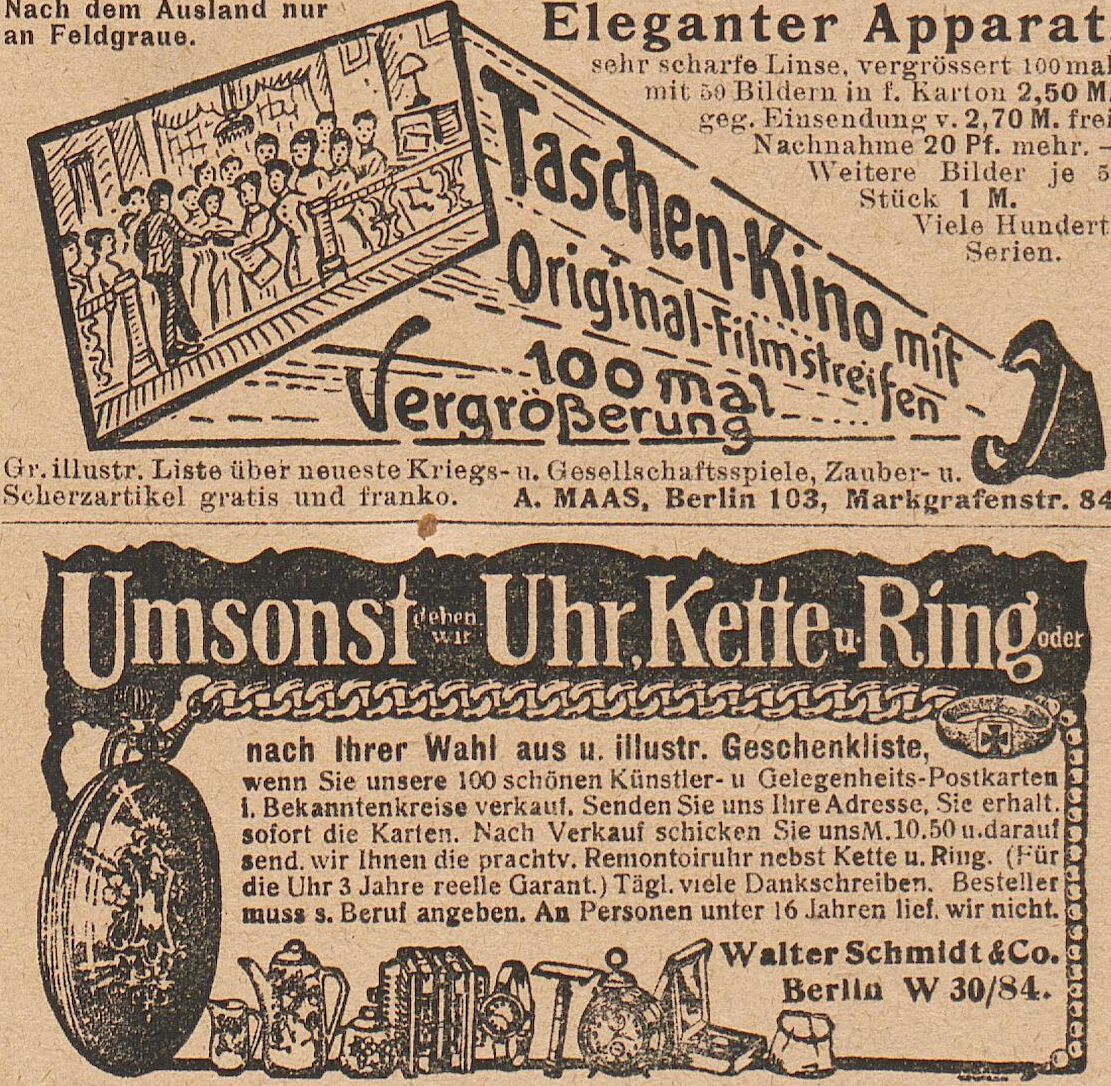 Nach dem Ausland nur
an Feldgraue.
Eleganter Apparat
sehr scharfe Linse, vergrössert 100mal
mit 50 Bildern in f. Karton 2,50 M.
geg. Einsendung v. 2,70 M. frei
Nachnahme 20 Pf. mehr. —
Weitere Bilder je 5
Stück 1 M.
Viele Hundert
Serien.
Taschen-Kino mit
Original-Filmstreifen
100 mal
Vergrößerung
Gr. illustr. Liste über neueste Kriegs- u. Gesellschaftsspiele, Zauber- u.
Scherzartikel gratis und franko. A. MAAS, Berlin 103, Markgrafenstr. 84
Umsonst geben wir Uhr, Kette u. Ring oder
nach Ihrer Wahl aus u. illustr. Geschenkliste,
wenn Sie unsere 100 schönen Künstler- u Gelegenheits-Postkarten
i. Bekanntenkreise verkauf. Senden Sie uns Ihre Adresse, Sie erhalt.
sofort die Karten. Nach Verkauf schicken Sie uns M. 10.50 u. darauf
send. wir Ihnen die prachtv. Remontoiruhr nebst Kette u. Ring. (Für
die Uhr 3 Jahre reelle Garant.) Tägl. viele Dankschreiben. Besteller
muss s. Beruf angeben. An Personen unter 16 Jahren lief. wir nicht.
Walter Schmidt & Co.
Berlin W 30/84.